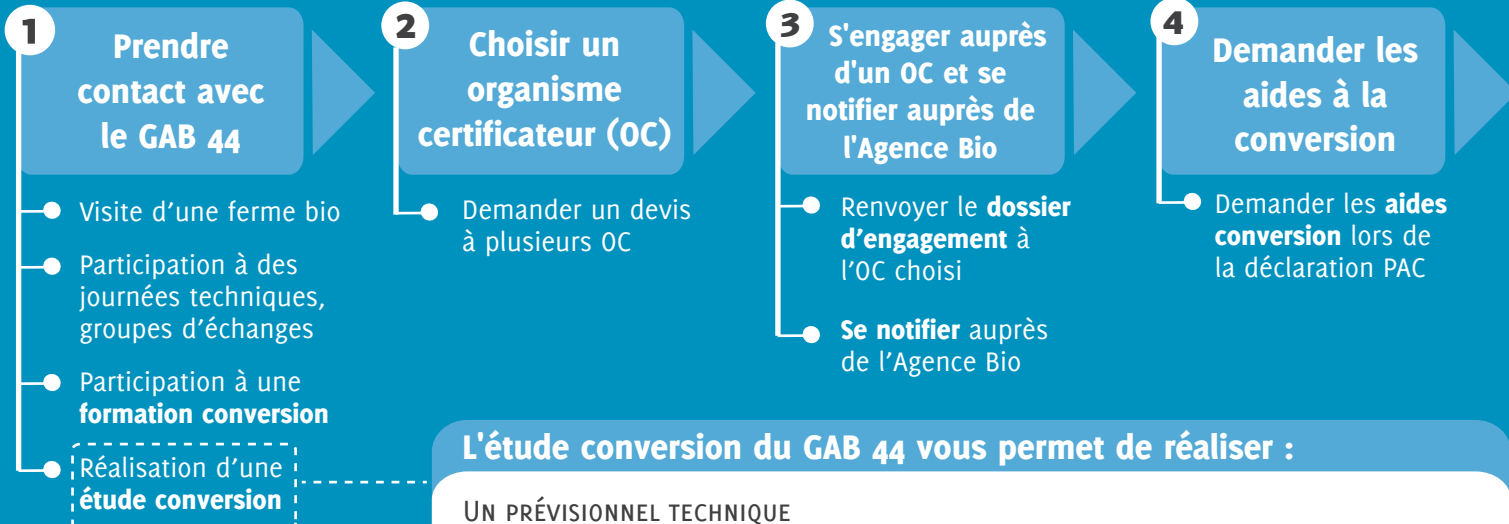 1
Prendre
contact avec
le GAB 44
Visite d’une ferme bio
Participation à des
journées techniques,
groupes d’échanges
Participation à une
formation conversion
Réalisation d’une
étude conversion
2
Choisir un
organisme
certificateur (OC)
Demander un devis
à plusieurs OC
3
S'engager auprès
d'un OC et se
notifier auprès de
l'Agence Bio
Renvoyer le dossier
d’engagement à
l’OC choisi
Se notifier auprès
de l’Agence Bio
4
Demander les
aides à la
conversion
Demander les aides
conversion lors de
la déclaration PAC
L'étude conversion du GAB 44 vous permet de réaliser :
UN PRÉVISIONNEL TECHNIQUE